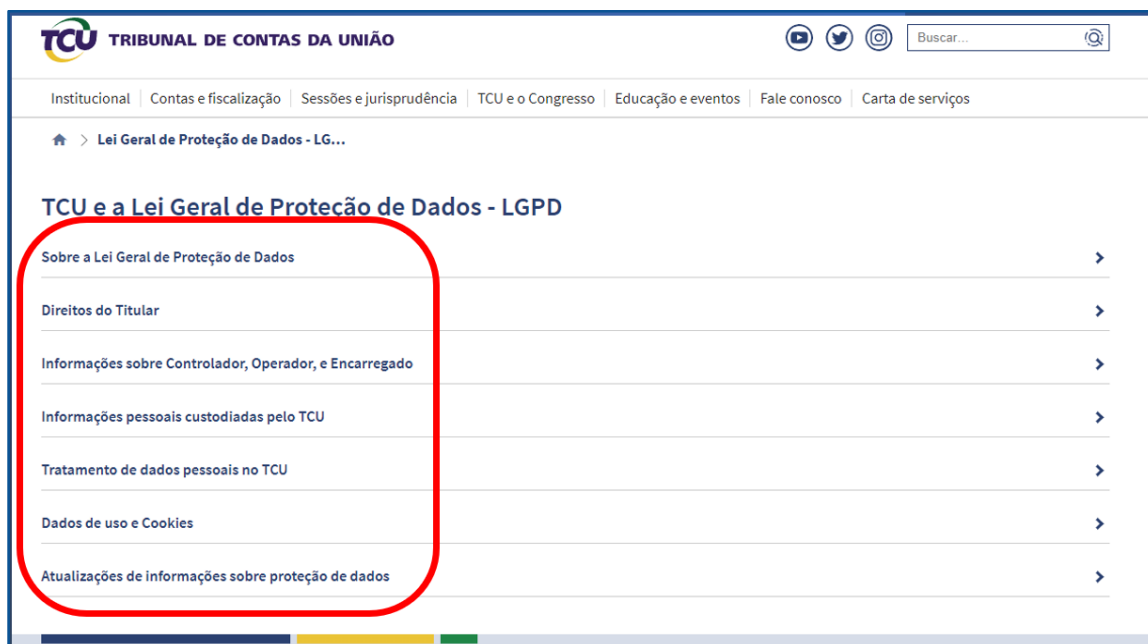 TCU TRIBUNAL DE CONTAS DA UNIÃO
Buscar...
Institucional | Contas e fiscalização | Sessões e jurisprudência | TCU e o Congresso | Educação e eventos | Fale conosco | Carta de serviços
> Lei Geral de Proteção de Dados - LG...
TCU e a Lei Geral de Proteção de Dados - LGPD
Sobre a Lei Geral de Proteção de Dados
Direitos do Titular
Informações sobre Controlador, Operador, e Encarregado
Informações pessoais custodiadas pelo TCU
Tratamento de dados pessoais no TCU
Dados de uso e Cookies
Atualizações de informações sobre proteção de dados